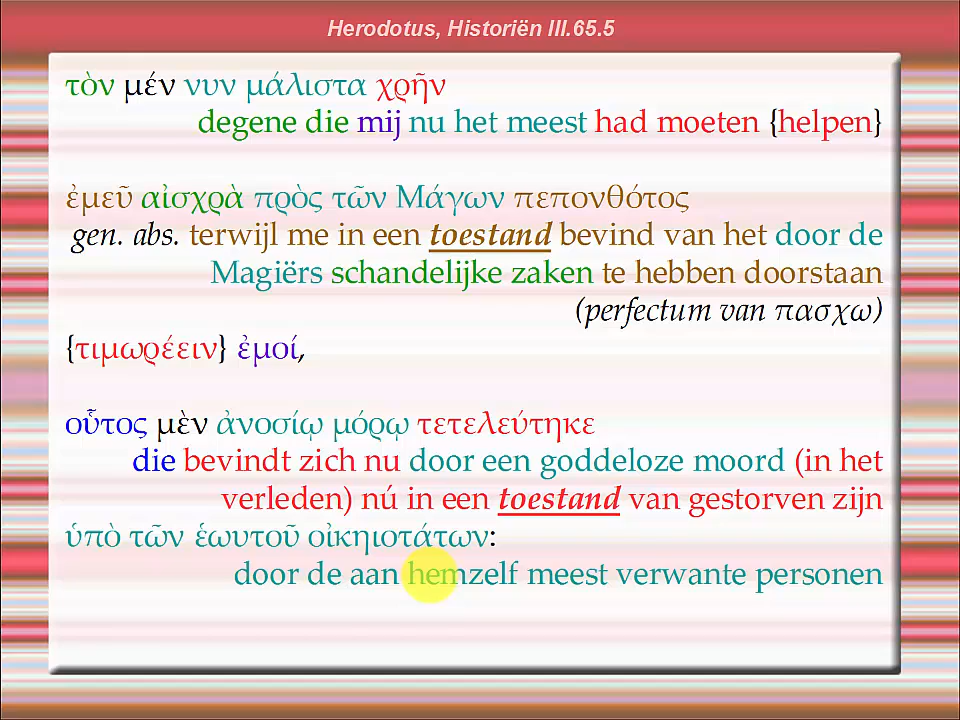 Herodotus, Historiën III.65.5
τὸν μέν νυν μάλιστα χρῆν
degene die mij nu het meest had moeten {helpen}
ἐμεῦ αἰσχρὰ πρὸς τῶν Μάγων πεπονθότος
gen. abs. terwijl me in een toestand bevind van het door de
Magiërs schandelijke zaken te hebben doorstaan
(perfectum van πασχω)
{τιμωρέειν} ἐμοί,
οὗτος μὲν ἀνοσίῳ μόρῳ τετελεύτηκε
die bevindt zich nu door een goddeloze moord (in het
verleden) nú in een toestand van gestorven zijn
ὑπὸ τῶν ἑωυτοῦ οἰκηιοτάτων:
door de aan hemzelf meest verwante personen